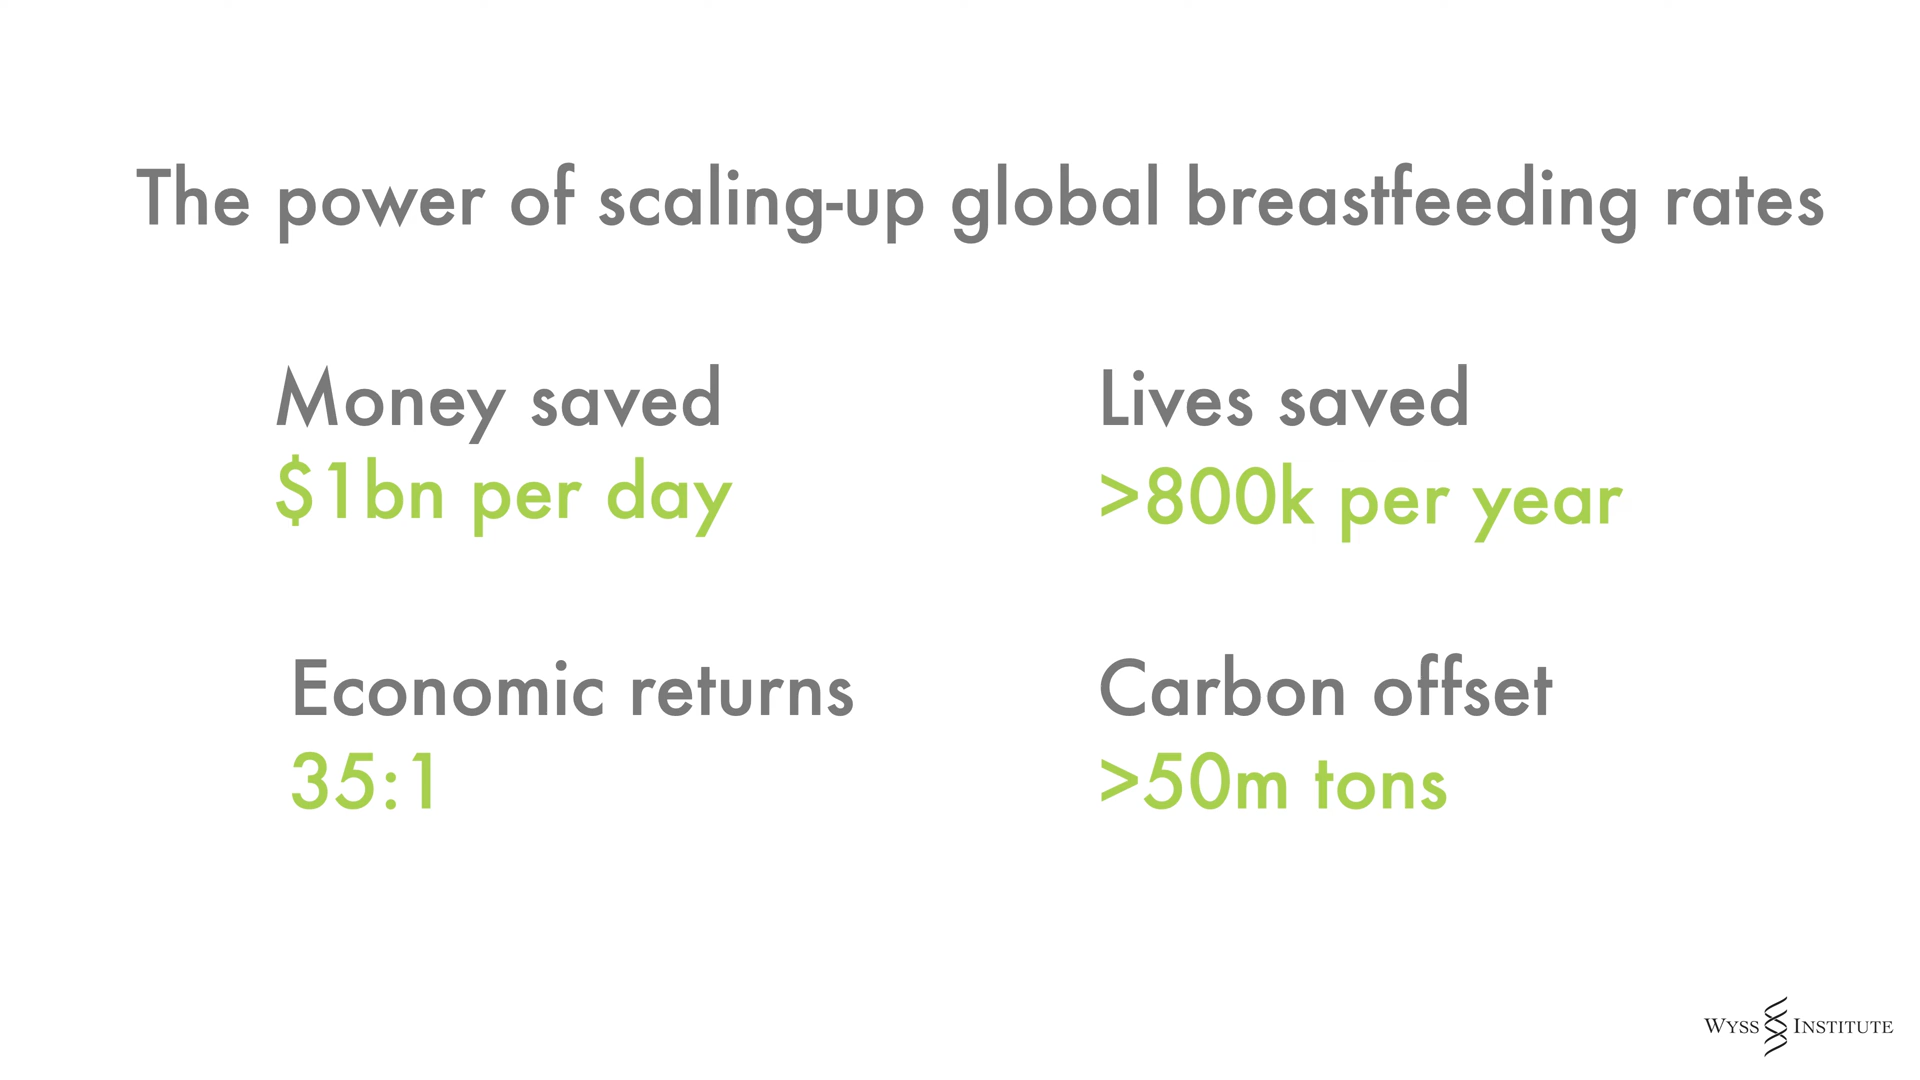 The power of scaling-up global breastfeeding rates
Money saved
$1bn per day
Lives saved
>800k per year
Economic returns
35:1
Carbon offset
>50m tons
WYSS INSTITUTE